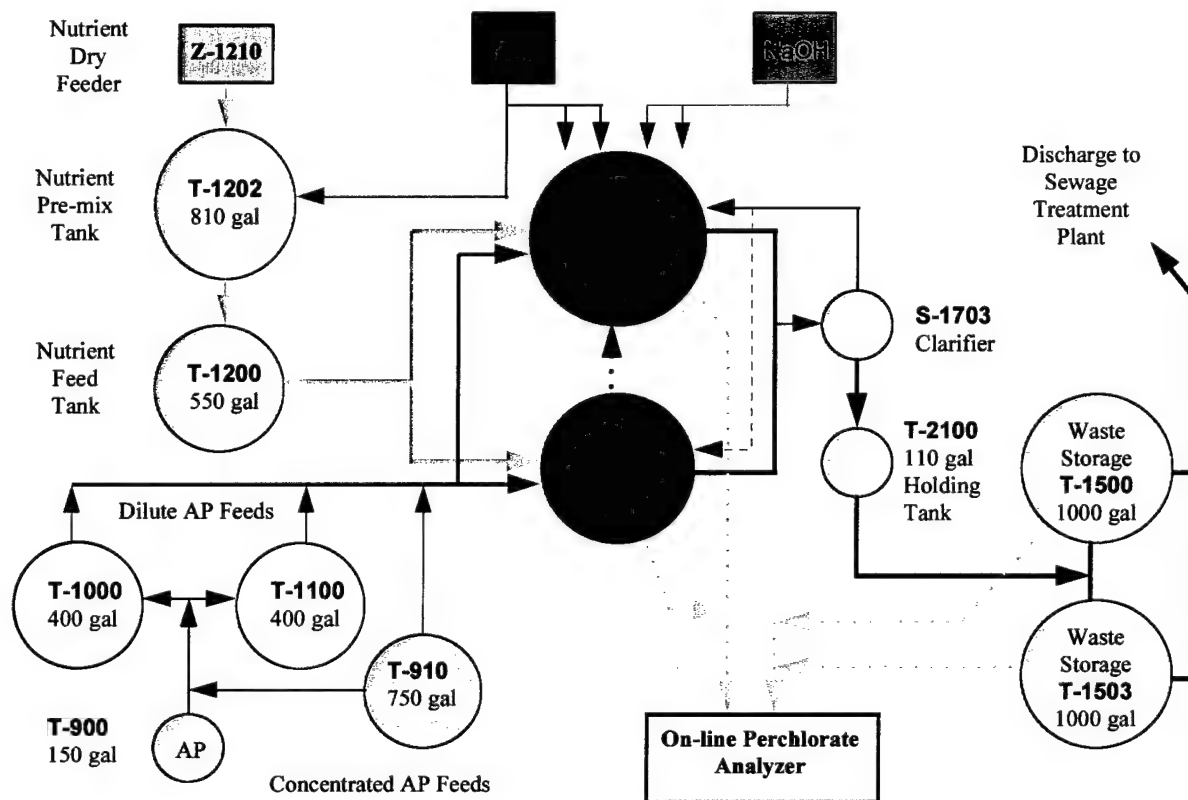 Nutrient
Dry
Feeder
Z-1210
NaOH
Nutrient
Pre-mix
Tank
T-1202
810 gal
Discharge to
Sewage
Treatment
Plant
S-1703
Clarifier
Nutrient
Feed
Tank
T-1200
550 gal
T-2100
110 gal
Holding
Tank
Waste
Storage
T-1500
1000 gal
Dilute AP Feeds
T-1000
400 gal
T-1100
400 gal
T-910
750 gal
Waste
Storage
T-1503
1000 gal
T-900
150 gal
AP
Concentrated AP Feeds
On-line Perchlorate
Analyzer